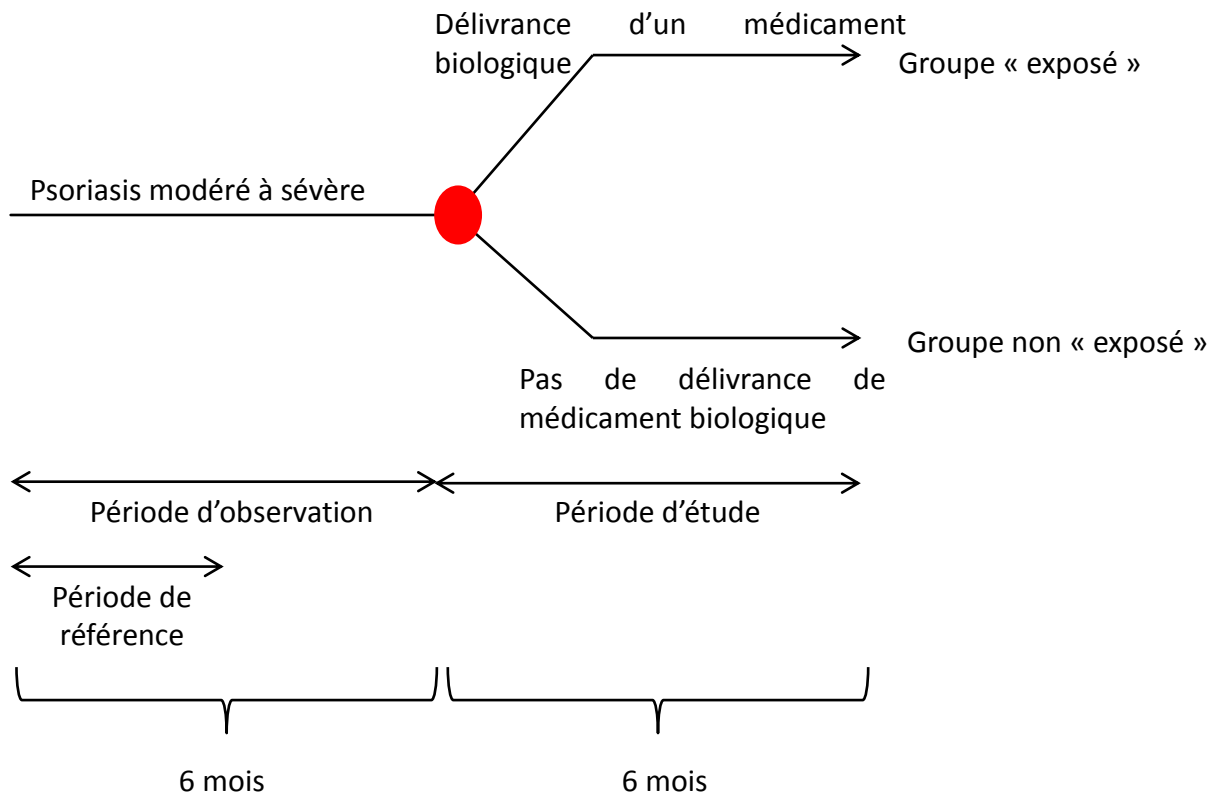 Délivrance d’un médicament
biologique
Groupe « exposé »
Psoriasis modéré à sévère
Groupe non « exposé »
Pas de délivrance de
médicament biologique
Période d’observation
Période d’étude
Période de
référence
6 mois
6 mois